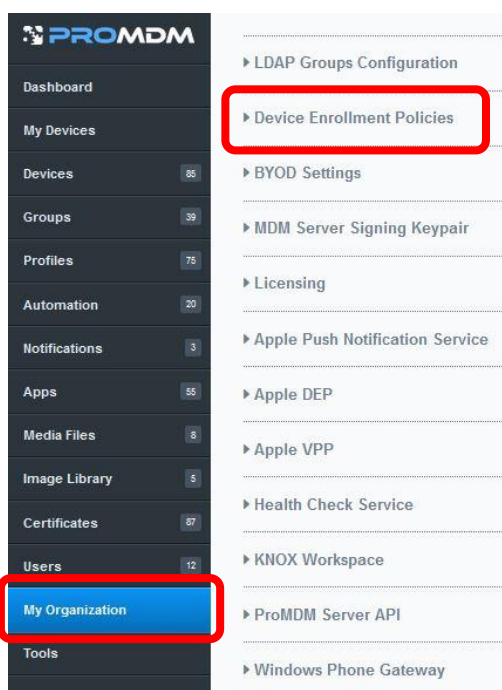 PROMDM
Dashboard
My Devices
Devices 85
Groups 39
Profiles 75
Automation 20
Notifications 3
Apps 55
Media Files 8
Image Library 5
Certificates 87
Users 12
My Organization
Tools
LDAP Groups Configuration
Device Enrollment Policies
BYOD Settings
MDM Server Signing Keypair
Licensing
Apple Push Notification Service
Apple DEP
Apple VPP
Health Check Service
KNOX Workspace
ProMDM Server API
Windows Phone Gateway